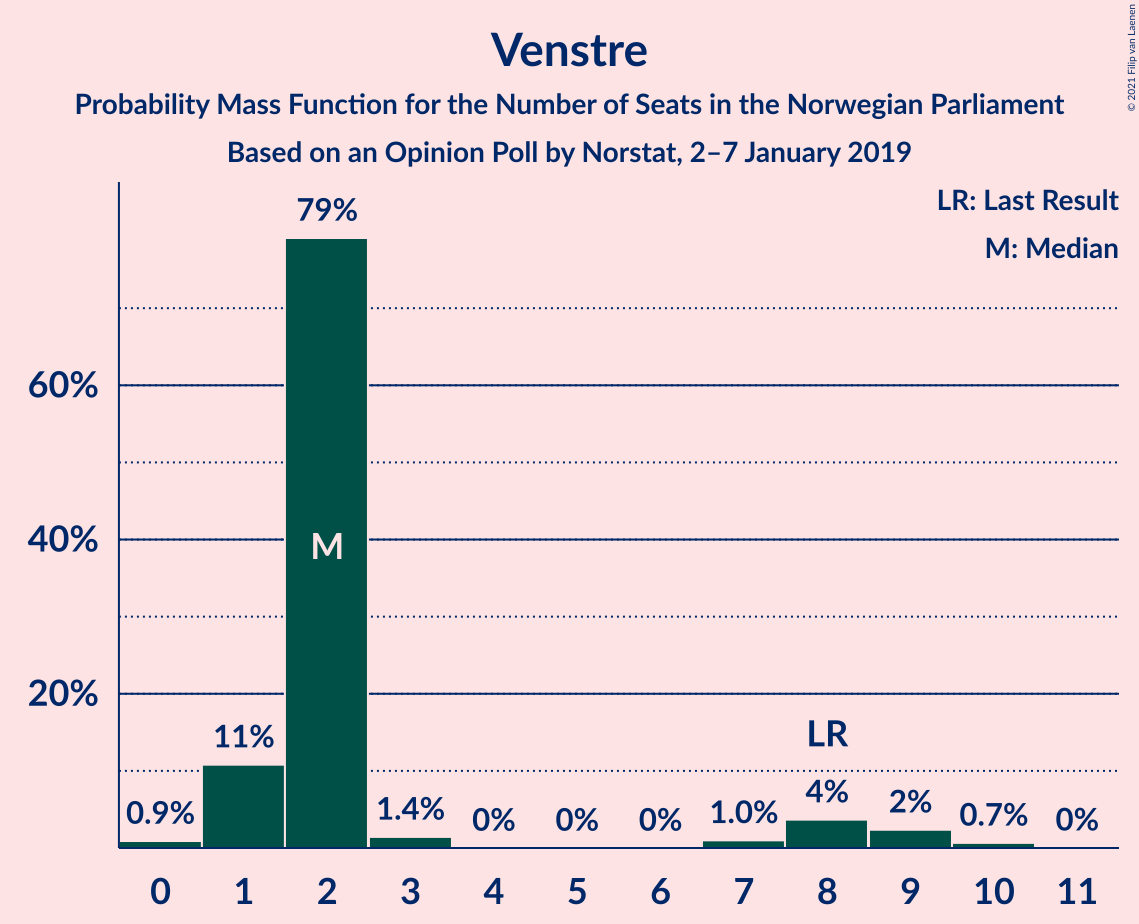 Venstre
Probability Mass Function for the Number of Seats in the Norwegian Parliament
Based on an Opinion Poll by Norstat, 2–7 January 2019
© 2021 Filip van Laenen
LR: Last Result
M: Median
60%
40%
20%
0.9%
11%
79%
1.4%
0%
0%
0%
1.0%
4%
2%
0.7%
0%
M
LR
0 1 2 3 4 5 6 7 8 9 10 11